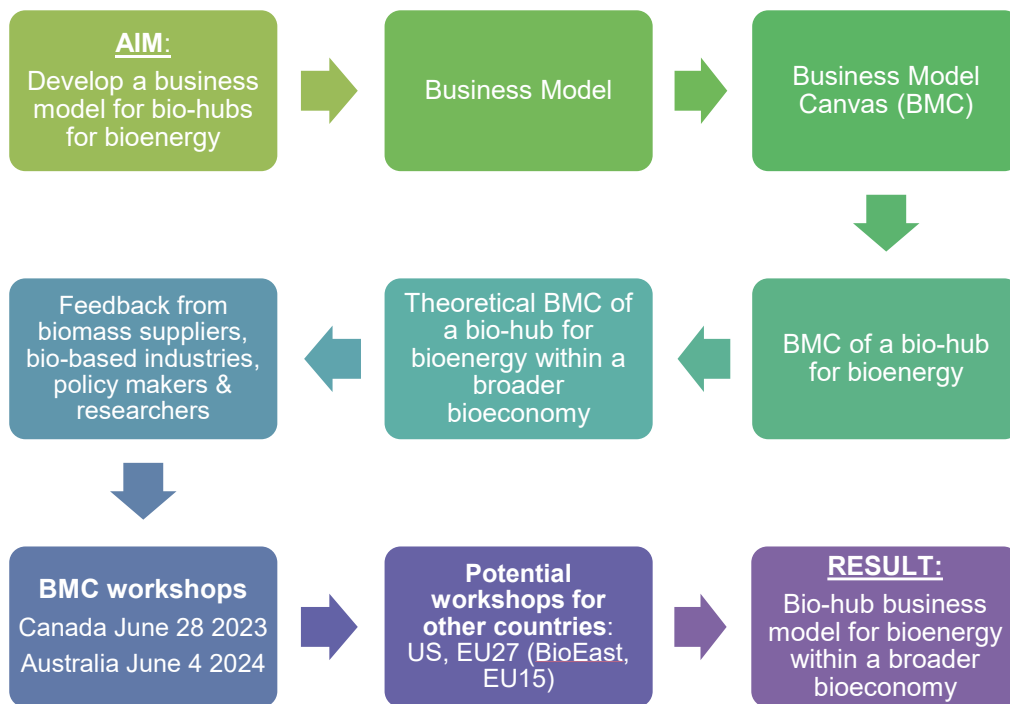 AIM:
Develop a business
model for bio-hubs
for bioenergy
Business Model
Business Model
Canvas (BMC)
BMC of a bio-hub
for bioenergy
Theoretical BMC of
a bio-hub for
bioenergy within a
broader
bioeconomy
Feedback from
biomass suppliers,
bio-based industries,
policy makers &
researchers
BMC workshops
Canada June 28 2023
Australia June 4 2024
Potential
workshops for
other countries:
US, EU27 (BioEast,
EU15)
RESULT:
Bio-hub business
model for bioenergy
within a broader
bioeconomy